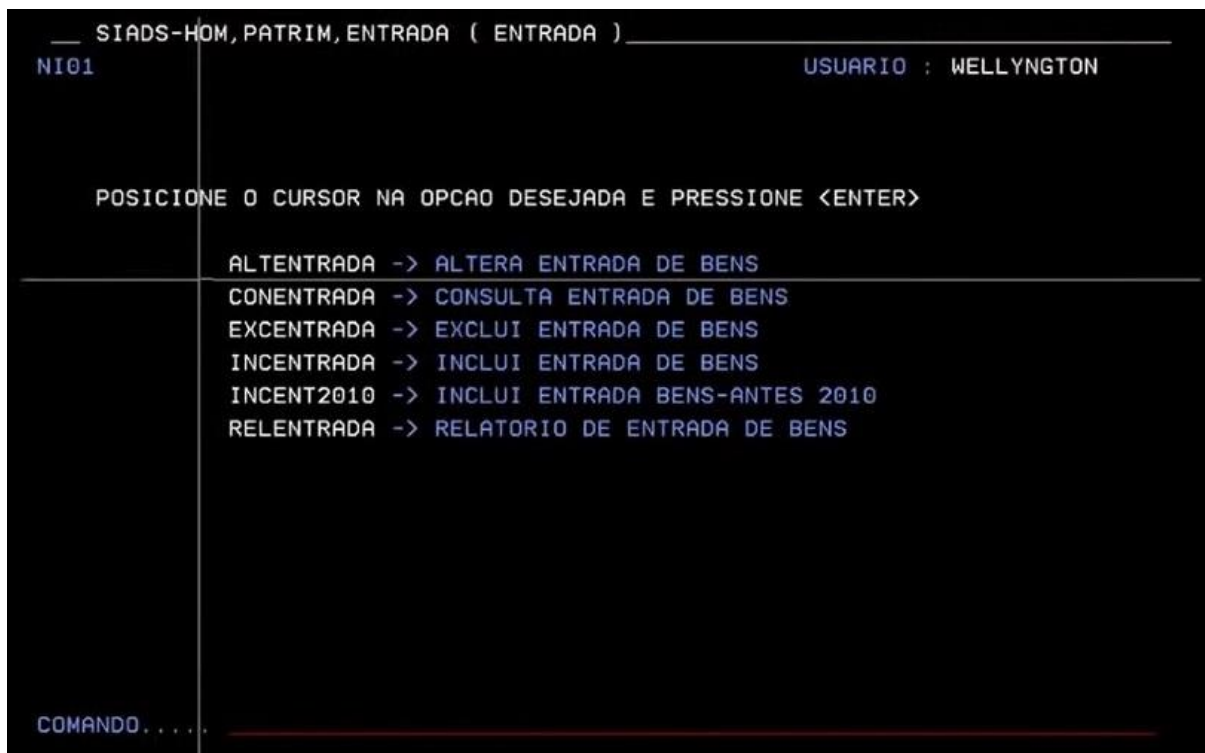 __ SIADS-HOM,PATRIM,ENTRADA ( ENTRADA )
NI01 USUARIO : WELLYNGTON
POSICIONE O CURSOR NA OPCAO DESEJADA E PRESSIONE <ENTER>
ALTENTRADA -> ALTERA ENTRADA DE BENS
CONENTRADA -> CONSULTA ENTRADA DE BENS
EXCENTRADA -> EXCLUI ENTRADA DE BENS
INCENTRADA -> INCLUI ENTRADA DE BENS
INCENT2010 -> INCLUI ENTRADA BENS-ANTES 2010
RELENTRADA -> RELATORIO DE ENTRADA DE BENS
COMANDO.....